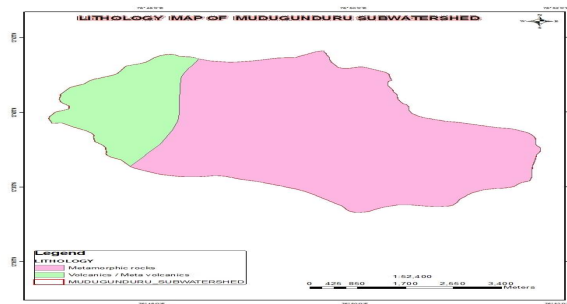 LITHOLOGY MAP OF MUDUGUNDURU SUBWATERSHED
Legend
LITHOLOGY
Metamorphic rocks
Volcanics / Meta volcanics
MUDUGUNDURU_SUBWATERSHED
1:52,400
0 425 850 1,700 2,550 3,400
Meters